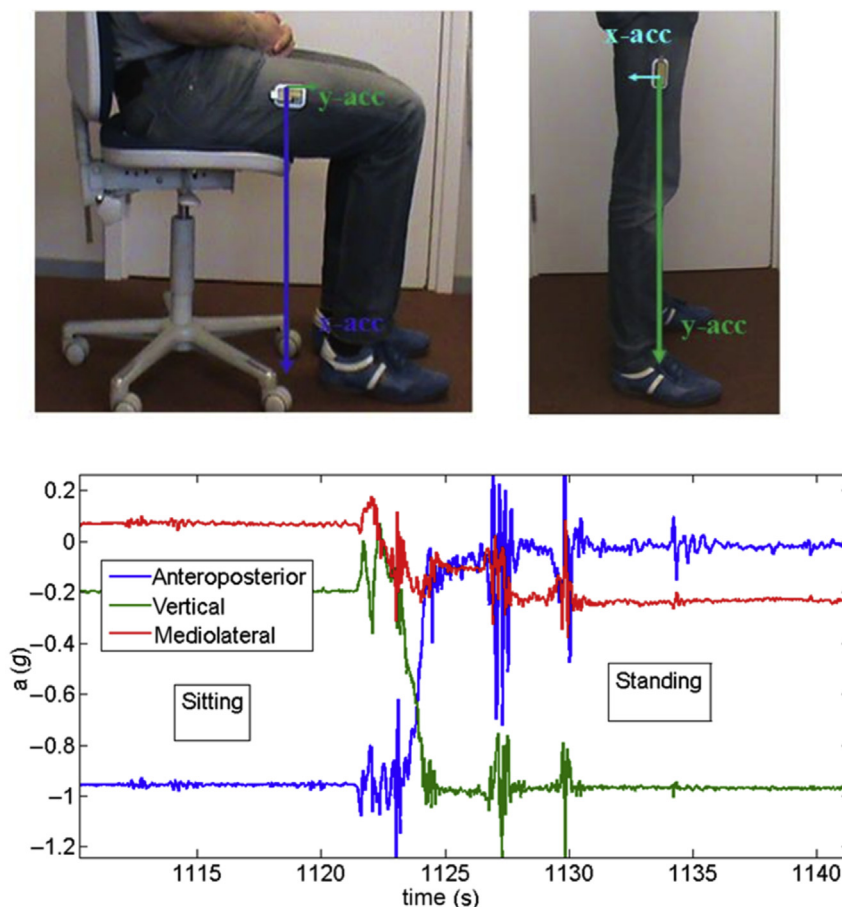 x-acc
y-acc
x-acc
y-acc
0.2
0
−0.2
−0.4
−0.6
−0.8
−1
−1.2
a (g)
Anteroposterior
Vertical
Mediolateral
Sitting
Standing
1115
1120
1125
1130
1135
1140
time (s)